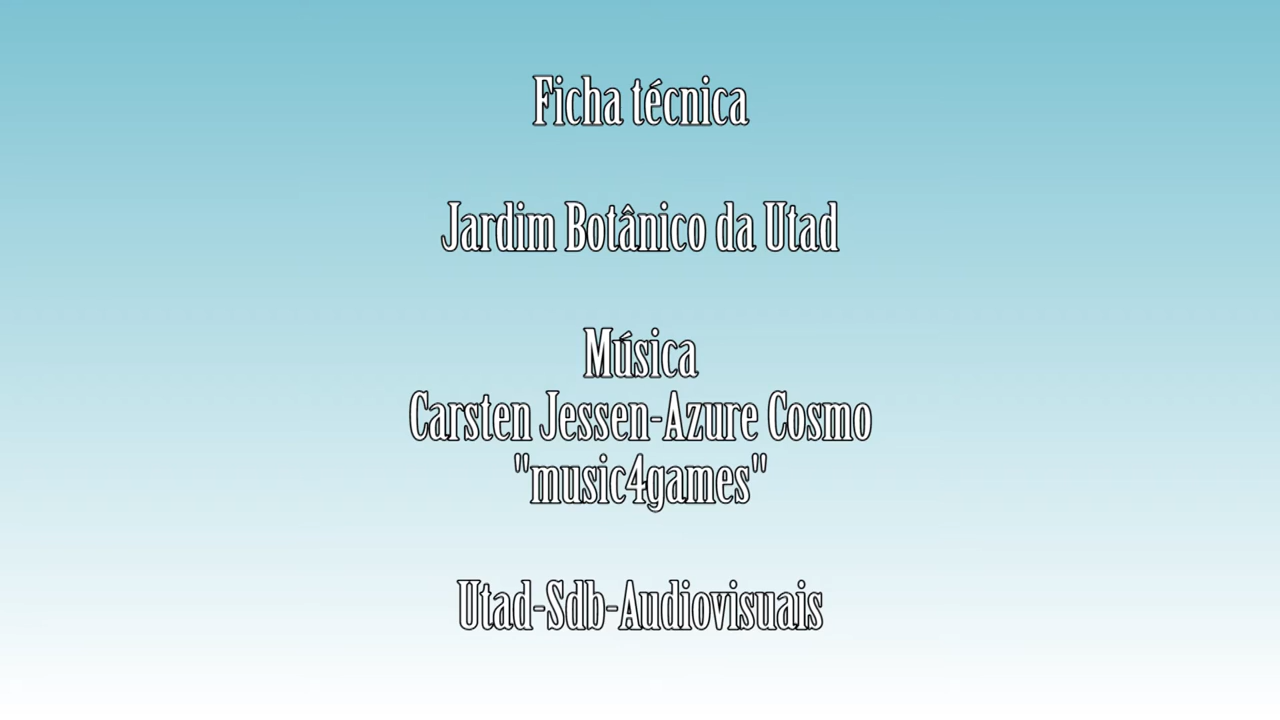 Ficha técnica
Jardim Botânico da Utad
Música
Carsten Jessen-Azure Cosmo
"music4games"
Utad-Sdb-Audiovisuais